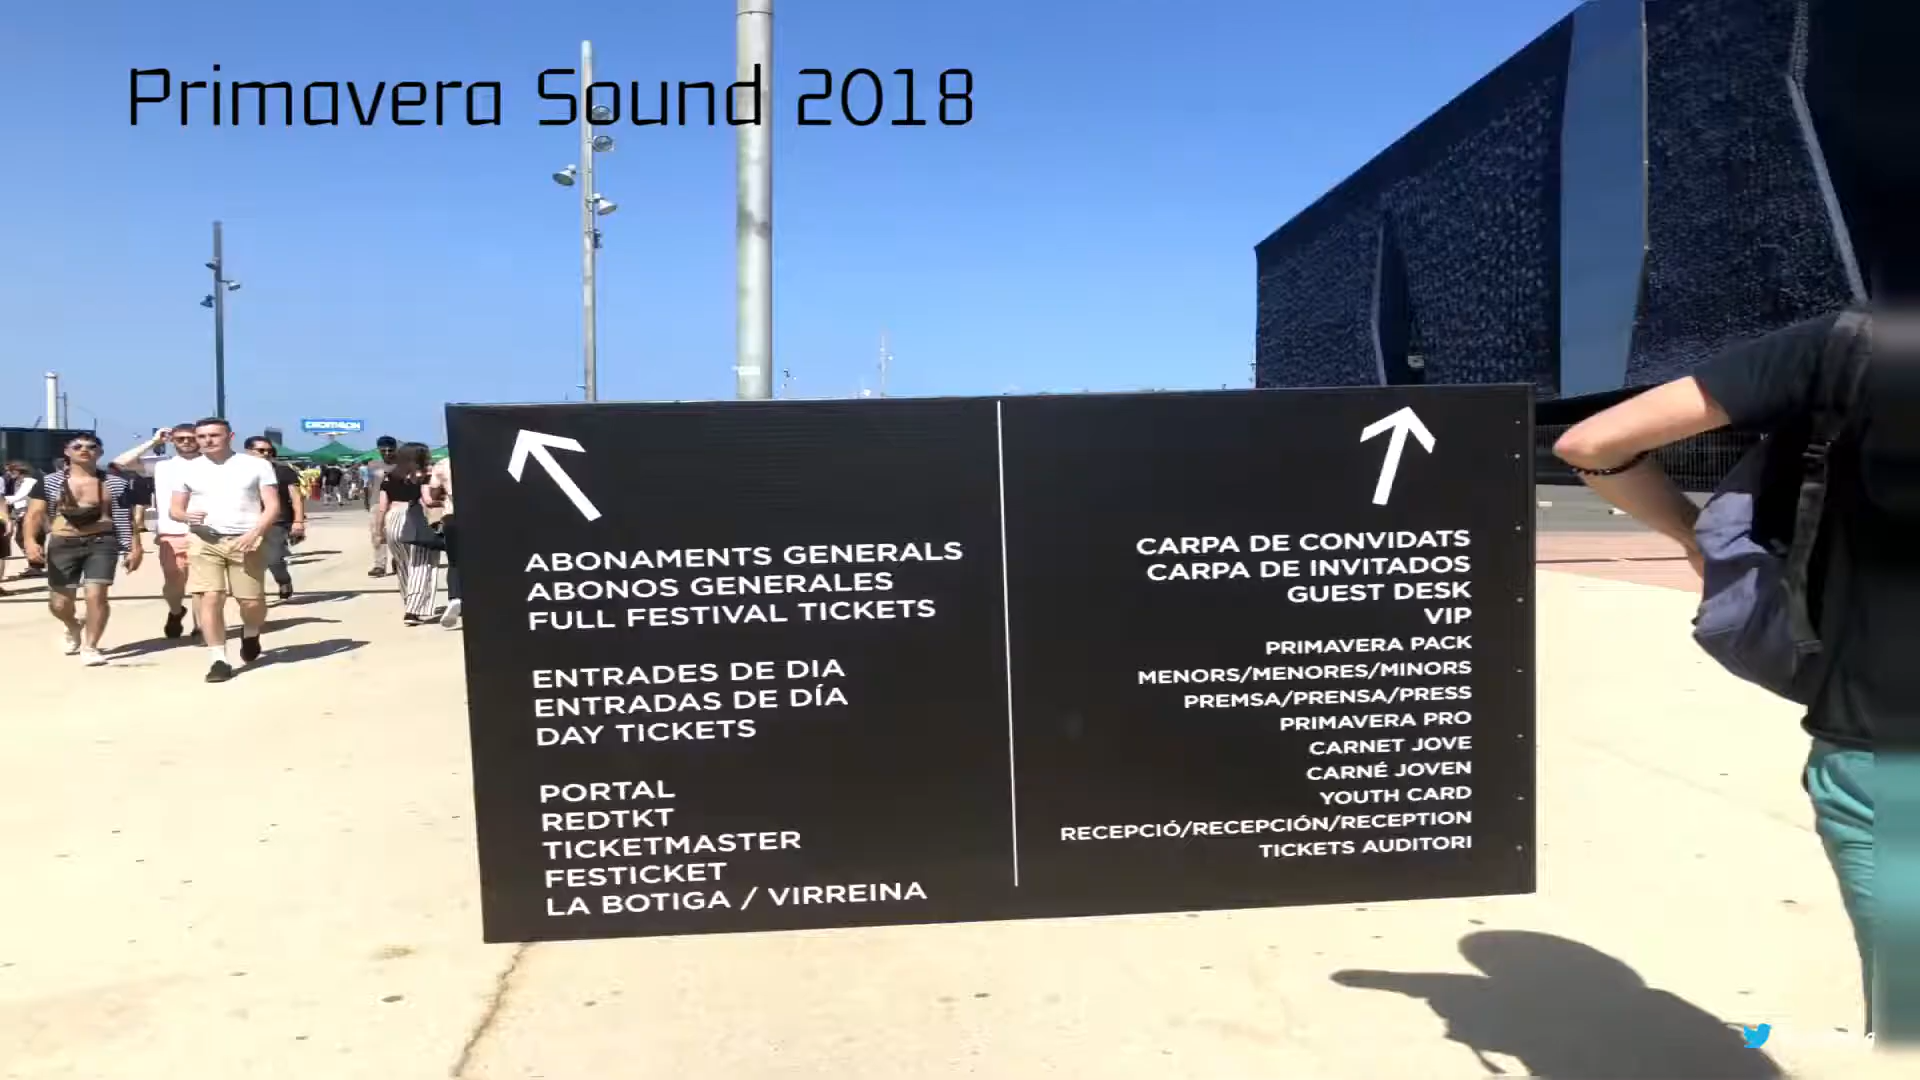 Primavera Sound 2018
ABONAMENTS GENERALS
ABONOS GENERALES
FULL FESTIVAL TICKETS
ENTRADES DE DIA
ENTRADAS DE DÍA
DAY TICKETS
PORTAL
REDTKT
TICKETMASTER
FESTICKET
LA BOTIGA / VIRREINA
CARPA DE CONVIDATS
CARPA DE INVITADOS
GUEST DESK
VIP
PRIMAVERA PACK
MENORS/MENORES/MINORS
PREMSA/PRENSA/PRESS
PRIMAVERA PRO
CARNET JOVE
CARNÉ JOVEN
YOUTH CARD
RECEPCIÓ/RECEPCIÓN/RECEPTION
TICKETS AUDITORI